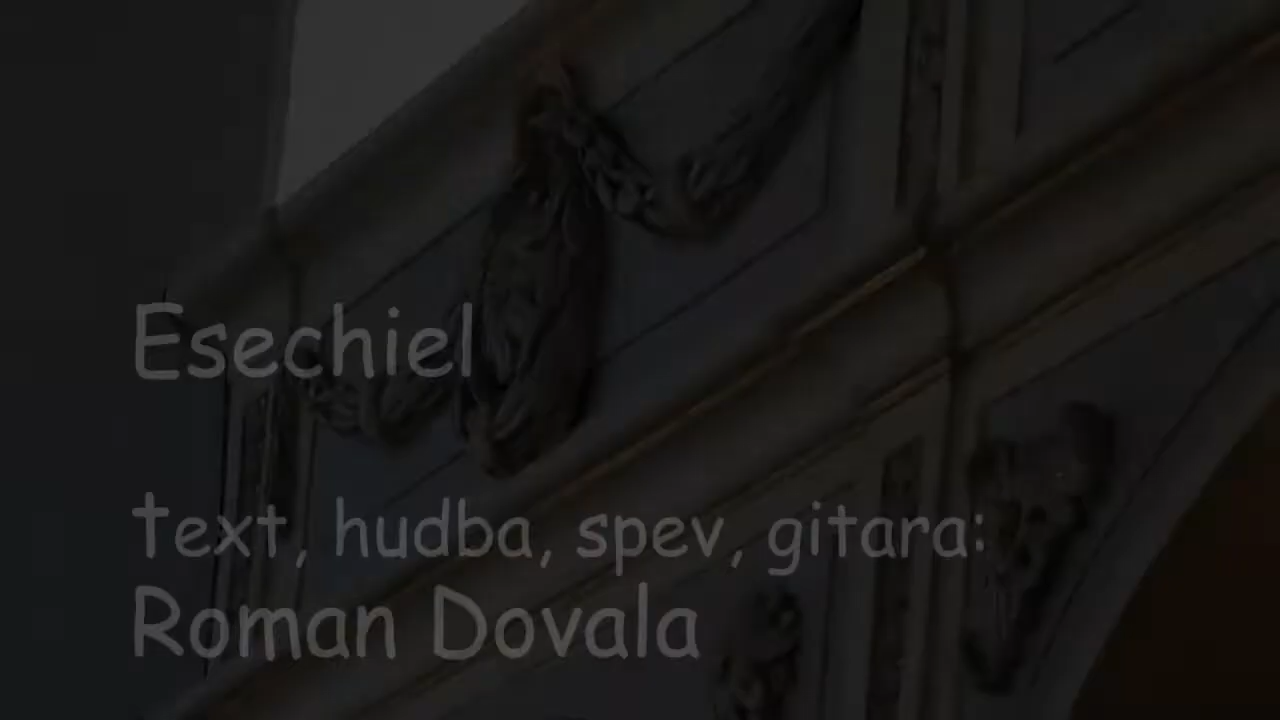 Esechiel
text, hudba, spev, gitara:
Roman Dovala